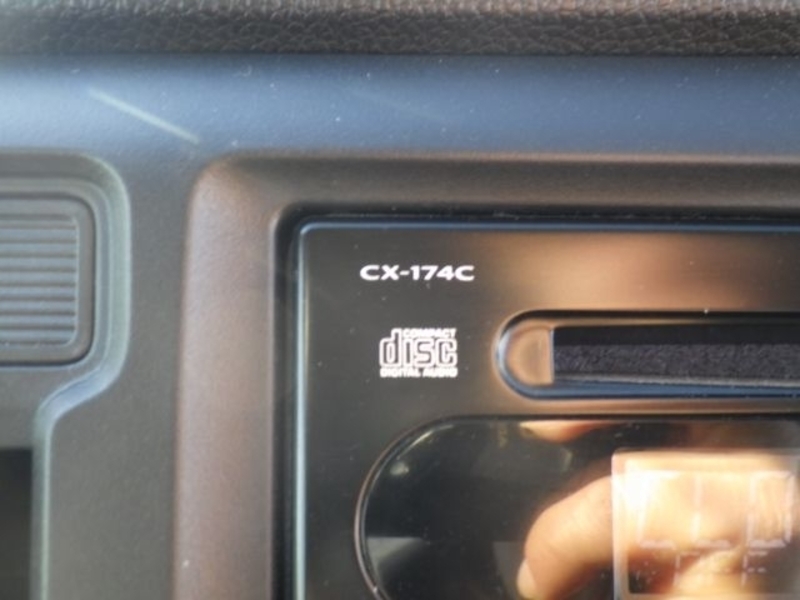 CX-174C
COMPACT
disc
DIGITAL AUDIO